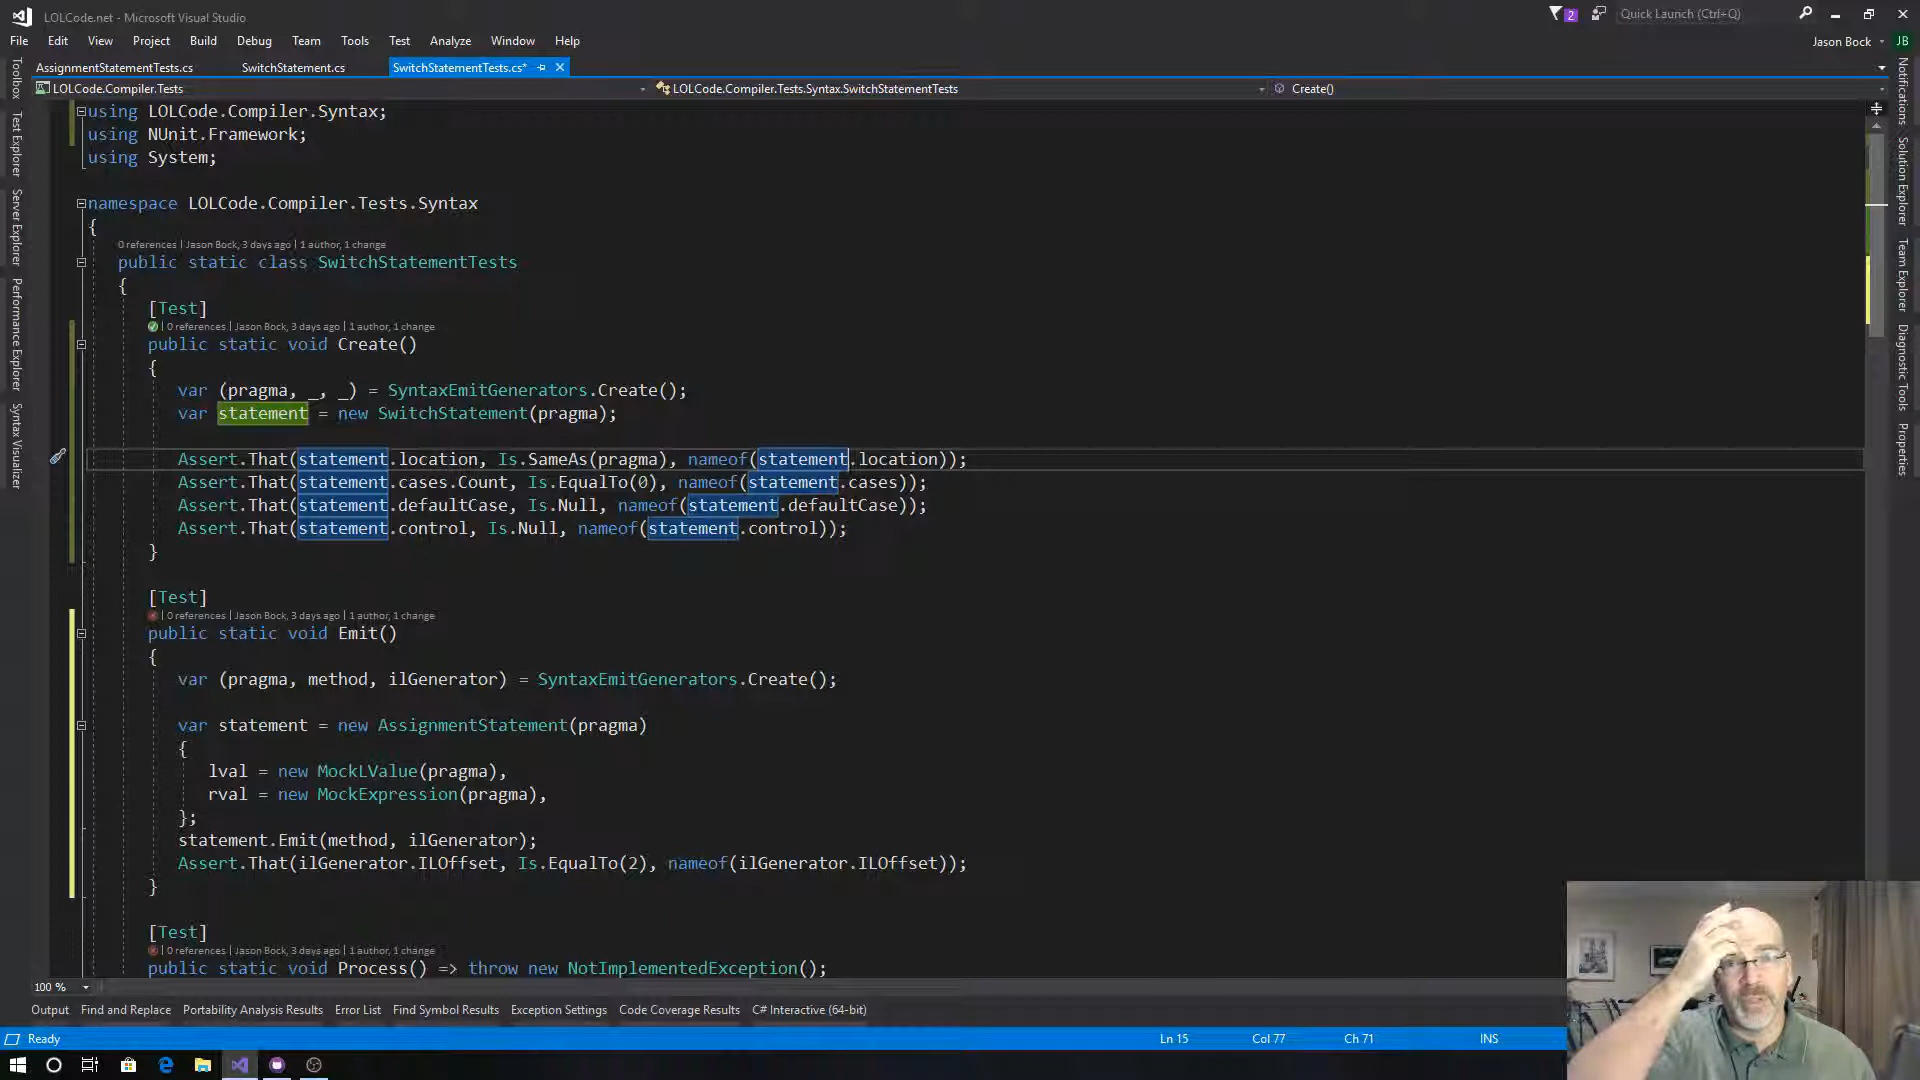 LOLCode.net - Microsoft Visual Studio
2
Quick Launch (Ctrl+Q)
File Edit View Project Build Debug Team Tools Test Analyze Window Help
Jason Bock JB
AssignmentStatementTests.cs SwitchStatement.cs SwitchStatementTests.cs*
LOLCode.Compiler.Tests LOLCode.Compiler.Tests.Syntax.SwitchStatementTests Create()
Toolbox
Test Explorer
Server Explorer
Performance Explorer
Syntax Visualizer
using LOLCode.Compiler.Syntax;
using NUnit.Framework;
using System;
namespace LOLCode.Compiler.Tests.Syntax
{
0 references | Jason Bock, 3 days ago | 1 author, 1 change
public static class SwitchStatementTests
{
[Test]
| 0 references | Jason Bock, 3 days ago | 1 author, 1 change
public static void Create()
{
var (pragma, _, _) = SyntaxEmitGenerators.Create();
var statement = new SwitchStatement(pragma);
Assert.That(statement.location, Is.SameAs(pragma), nameof(statement.location));
Assert.That(statement.cases.Count, Is.EqualTo(0), nameof(statement.cases));
Assert.That(statement.defaultCase, Is.Null, nameof(statement.defaultCase));
Assert.That(statement.control, Is.Null, nameof(statement.control));
}
[Test]
| 0 references | Jason Bock, 3 days ago | 1 author, 1 change
public static void Emit()
{
var (pragma, method, ilGenerator) = SyntaxEmitGenerators.Create();
var statement = new AssignmentStatement(pragma)
{
lval = new MockLValue(pragma),
rval = new MockExpression(pragma),
};
statement.Emit(method, ilGenerator);
Assert.That(ilGenerator.ILOffset, Is.EqualTo(2), nameof(ilGenerator.ILOffset));
}
[Test]
| 0 references | Jason Bock, 3 days ago | 1 author, 1 change
public static void Process() => throw new NotImplementedException();
Notifications
Solution Explorer
Team Explorer
Diagnostic Tools
Properties
100 %
Output Find and Replace Portability Analysis Results Error List Find Symbol Results Exception Settings Code Coverage Results C# Interactive (64-bit)
Ready Ln 15 Col 77 Ch 71 INS